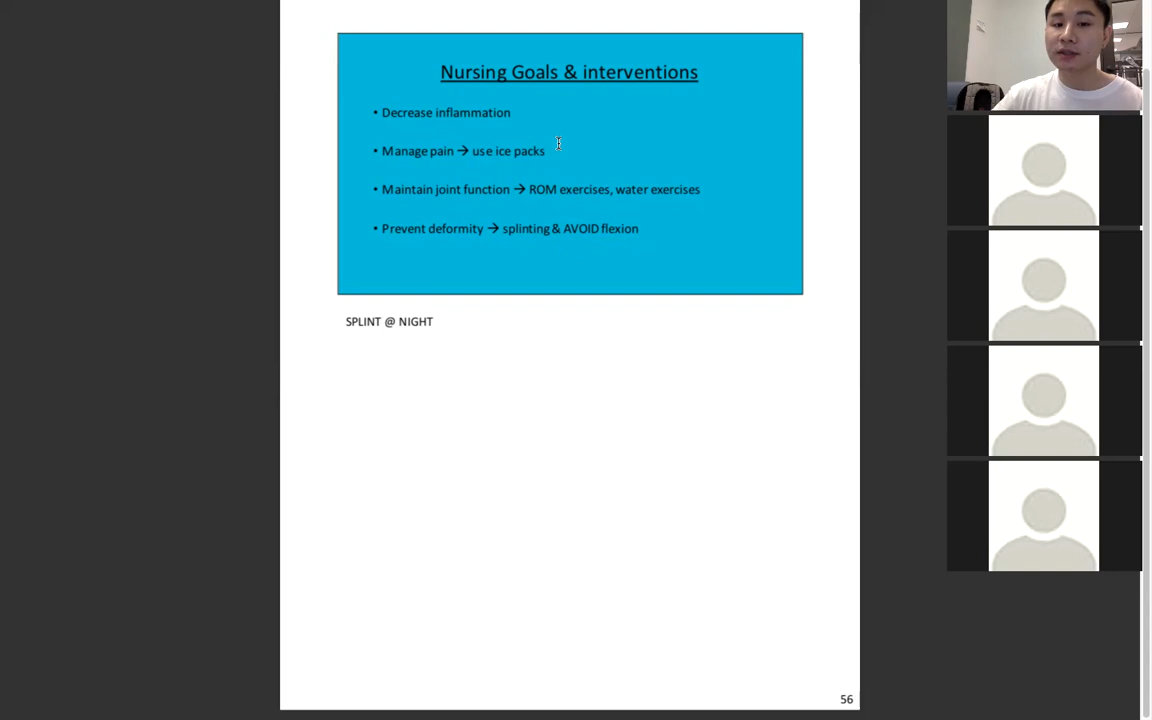 Nursing Goals & interventions
• Decrease inflammation
• Manage pain → use ice packs
• Maintain joint function → ROM exercises, water exercises
• Prevent deformity → splinting & AVOID flexion
SPLINT @ NIGHT
56